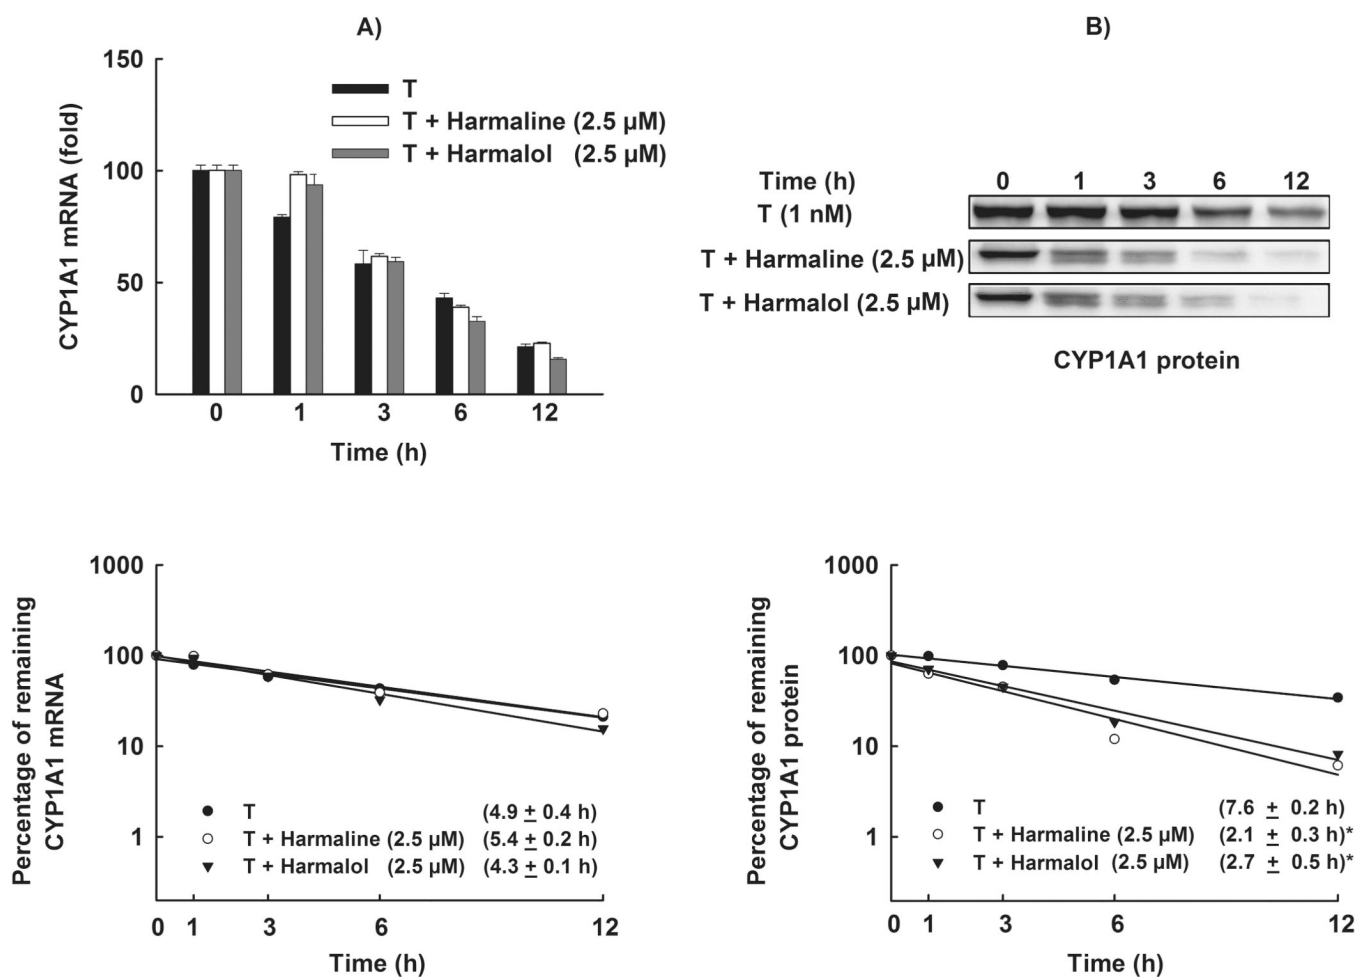 A)
150
100
50
0
CYP1A1 mRNA (fold)
T
T + Harmaline (2.5 µM)
T + Harmalol (2.5 µM)
0 1 3 6 12
Time (h)
B)
Time (h) 0 1 3 6 12
T (1 nM)
T + Harmaline (2.5 µM)
T + Harmalol (2.5 µM)
CYP1A1 protein
Percentage of remaining
CYP1A1 mRNA
1000
100
10
1
T (4.9 ± 0.4 h)
T + Harmaline (2.5 µM) (5.4 ± 0.2 h)
T + Harmalol (2.5 µM) (4.3 ± 0.1 h)
0 1 3 6 12
Time (h)
Percentage of remaining
CYP1A1 protein
1000
100
10
1
T (7.6 ± 0.2 h)
T + Harmaline (2.5 µM) (2.1 ± 0.3 h)*
T + Harmalol (2.5 µM) (2.7 ± 0.5 h)*
0 1 3 6 12
Time (h)